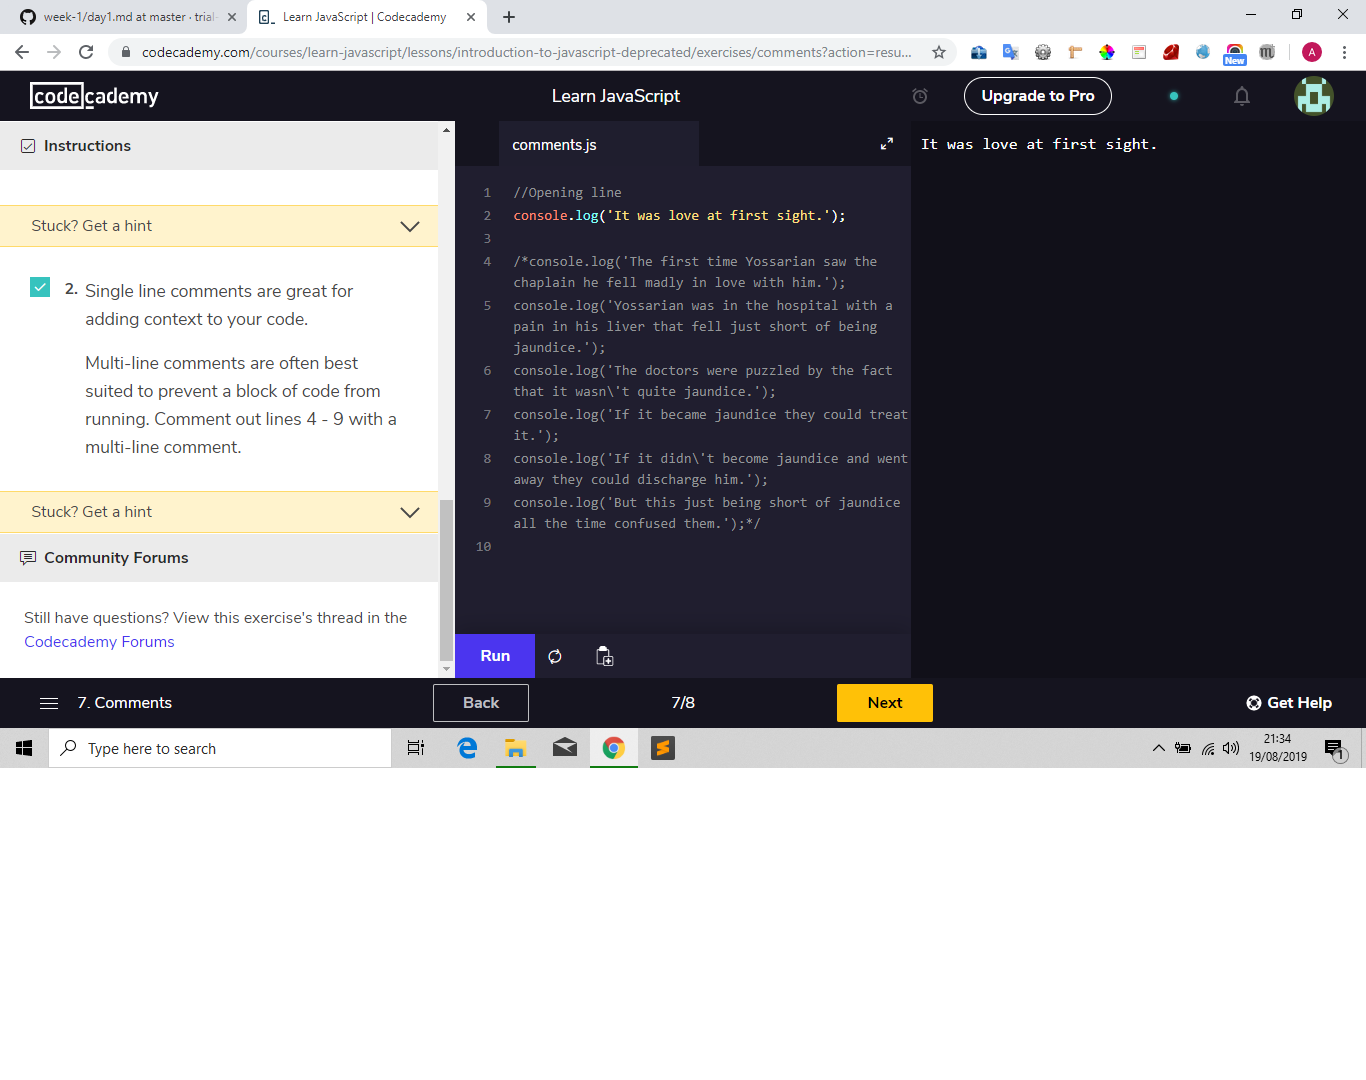 week-1/day1.md at master · trial-
Learn JavaScript | Codecademy
codecademy.com/courses/learn-javascript/lessons/introduction-to-javascript-deprecated/exercises/comments?action=resu...
New
A
codecademy
Learn JavaScript
Upgrade to Pro
Instructions
Stuck? Get a hint
2. Single line comments are great for
adding context to your code.
Multi-line comments are often best
suited to prevent a block of code from
running. Comment out lines 4 - 9 with a
multi-line comment.
Stuck? Get a hint
Community Forums
Still have questions? View this exercise's thread in the
Codecademy Forums
comments.js
1 //Opening line
2 console.log('It was love at first sight.');
3
4 /*console.log('The first time Yossarian saw the
chaplain he fell madly in love with him.');
5 console.log('Yossarian was in the hospital with a
pain in his liver that fell just short of being
jaundice.');
6 console.log('The doctors were puzzled by the fact
that it wasn\'t quite jaundice.');
7 console.log('If it became jaundice they could treat
it.');
8 console.log('If it didn\'t become jaundice and went
away they could discharge him.');
9 console.log('But this just being short of jaundice
all the time confused them.');*/
10
Run
It was love at first sight.
7. Comments
Back
7/8
Next
Get Help
Type here to search
21:34
19/08/2019
1